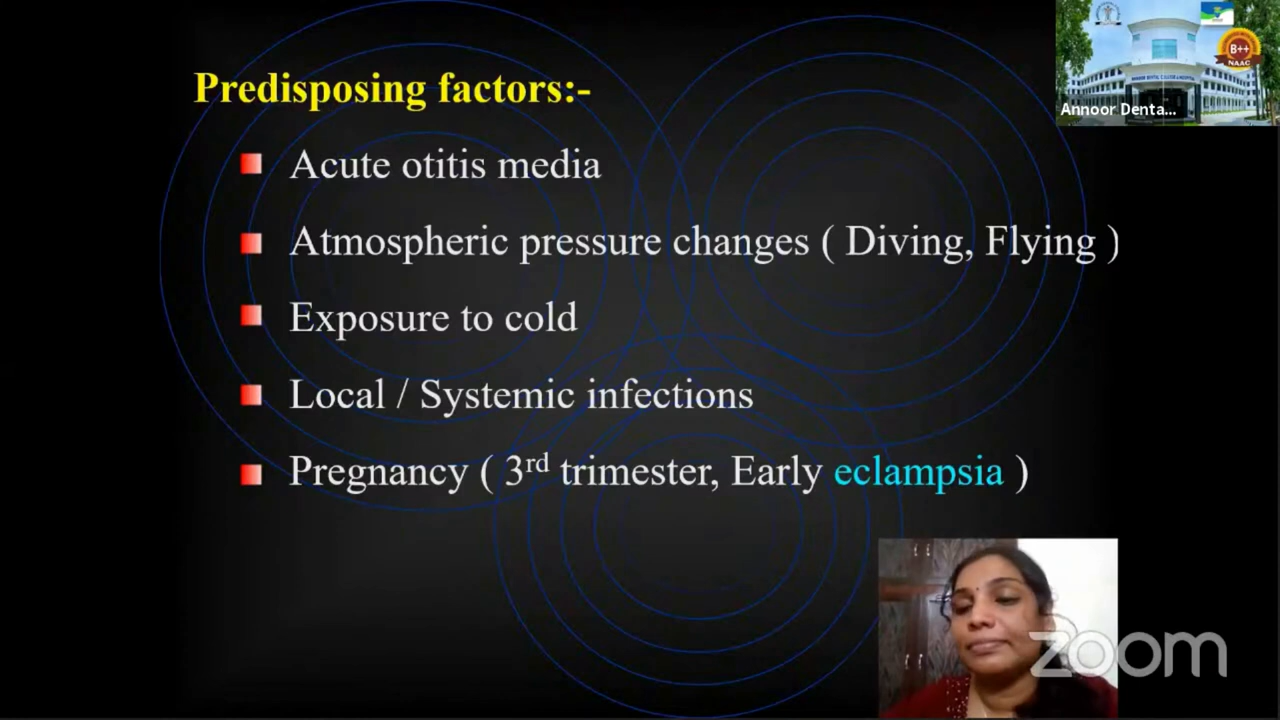 Predisposing factors:-
Acute otitis media
Atmospheric pressure changes ( Diving, Flying )
Exposure to cold
Local / Systemic infections
Pregnancy ( 3rd trimester, Early eclampsia )
B++
NAAC
Annoor Denta...
zoom